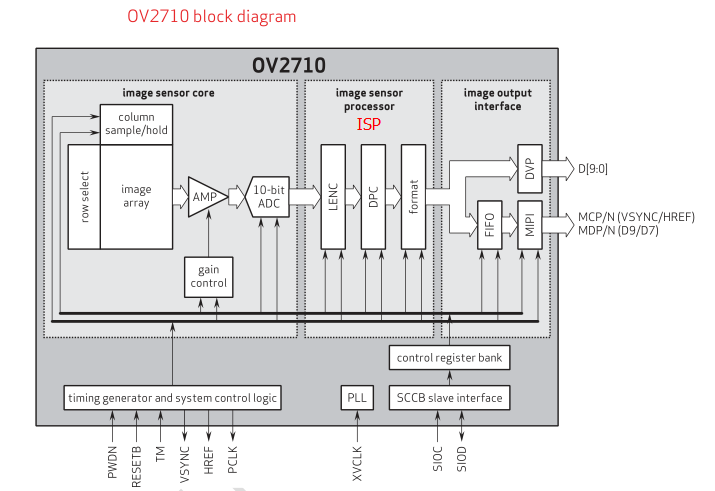 OV2710 block diagram
OV2710
image sensor core
image sensor
processor
ISP
image output
interface
column
sample/hold
row select
image
array
AMP
10-bit
ADC
gain
control
LENC
DPC
format
DVP
FIFO
MIPI
D[9:0]
MCP/N (VSYNC/HREF)
MDP/N (D9/D7)
control register bank
timing generator and system control logic
PLL
SCCB slave interface
PWDN
RESETB
TM
VSYNC
HREF
PCLK
XVCLK
SIOC
SIOD